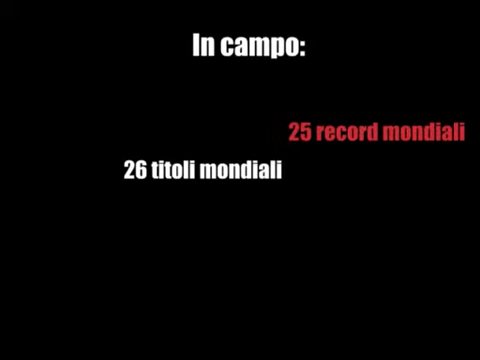 In campo:
25 record mondiali
26 titoli mondiali